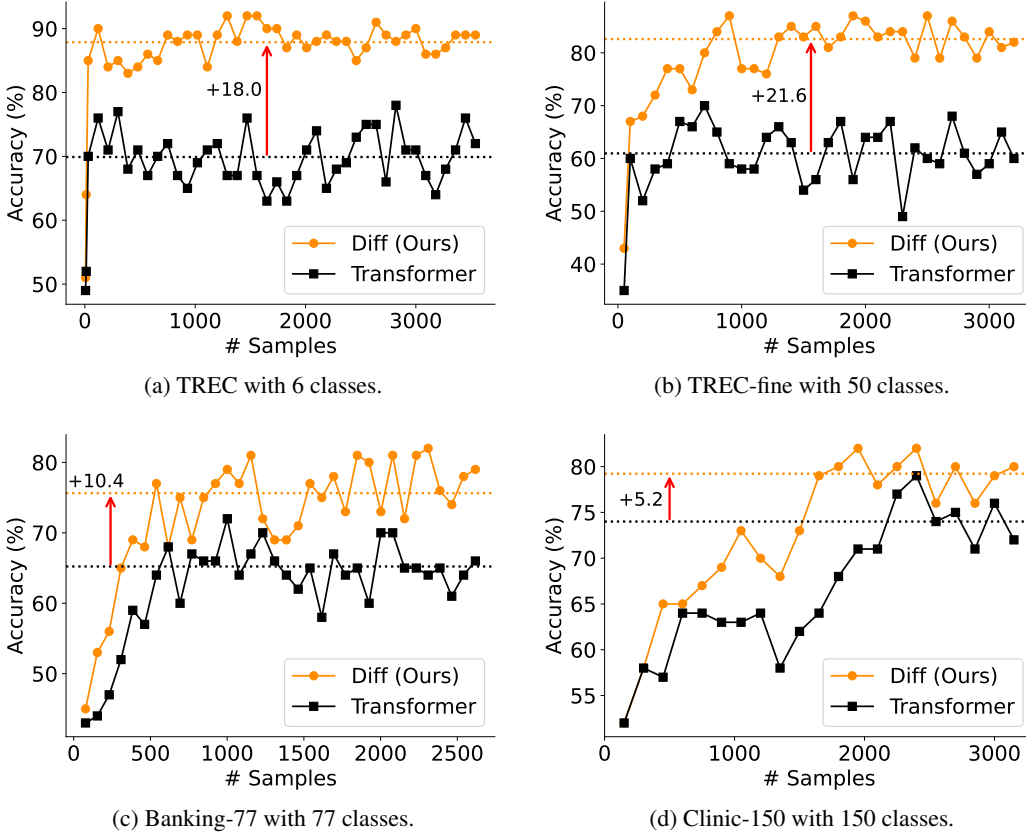 90
80
70
60
50
Accuracy (%)
+18.0
Diff (Ours)
Transformer
0 1000 2000 3000
# Samples
(a) TREC with 6 classes.
80
70
60
50
40
Accuracy (%)
+21.6
Diff (Ours)
Transformer
0 1000 2000 3000
# Samples
(b) TREC-fine with 50 classes.
80
70
60
50
Accuracy (%)
+10.4
Diff (Ours)
Transformer
0 500 1000 1500 2000 2500
# Samples
(c) Banking-77 with 77 classes.
80
75
70
65
60
55
Accuracy (%)
+5.2
Diff (Ours)
Transformer
0 1000 2000 3000
# Samples
(d) Clinic-150 with 150 classes.